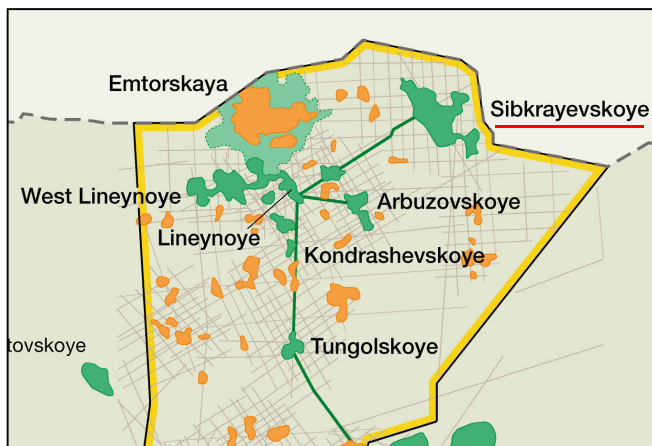 Emtorskaya
Sibkrayevskoye
West Lineynoye
Arbuzovskoye
Lineynoye
Kondrashevskoye
Tungolskoye
tovskoye